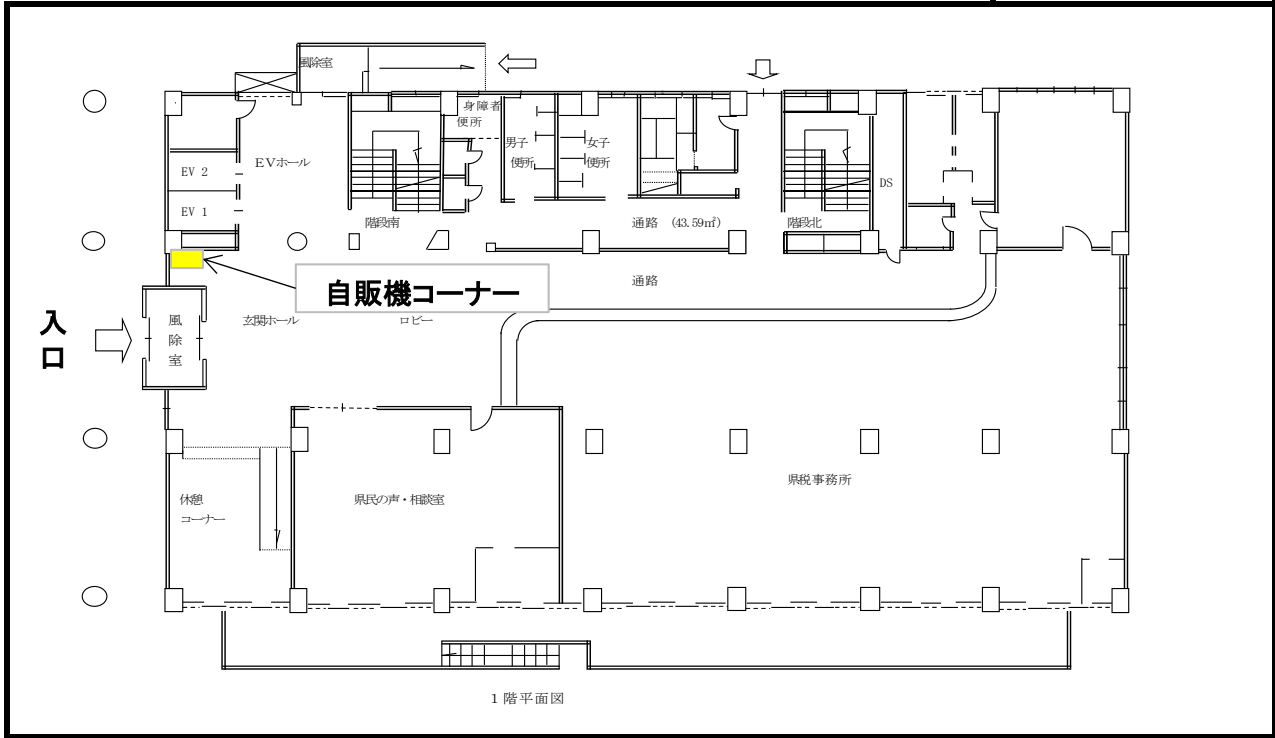 風除室
身障者
便所
男子
便所
女子
便所
EVホール
EV 2
EV 1
DS
階段南
通路 (43.59㎡)
階段北
通路
自販機コーナー
入口
風除室
玄関ホール
ロビー
県税事務所
休憩
コーナー
県民の声・相談室
1階平面図